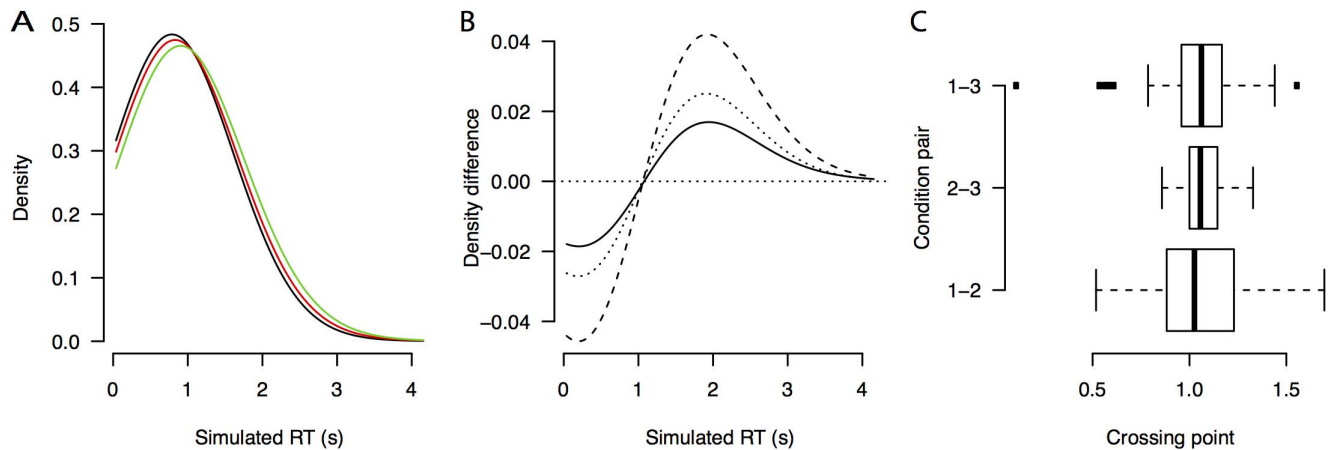 A
Density
0.5
0.4
0.3
0.2
0.1
0.0
0 1 2 3 4
Simulated RT (s)
B
Density difference
0.04
0.02
0.00
−0.02
−0.04
0 1 2 3 4
Simulated RT (s)
C
Condition pair
1−3
2−3
1−2
0.5 1.0 1.5
Crossing point